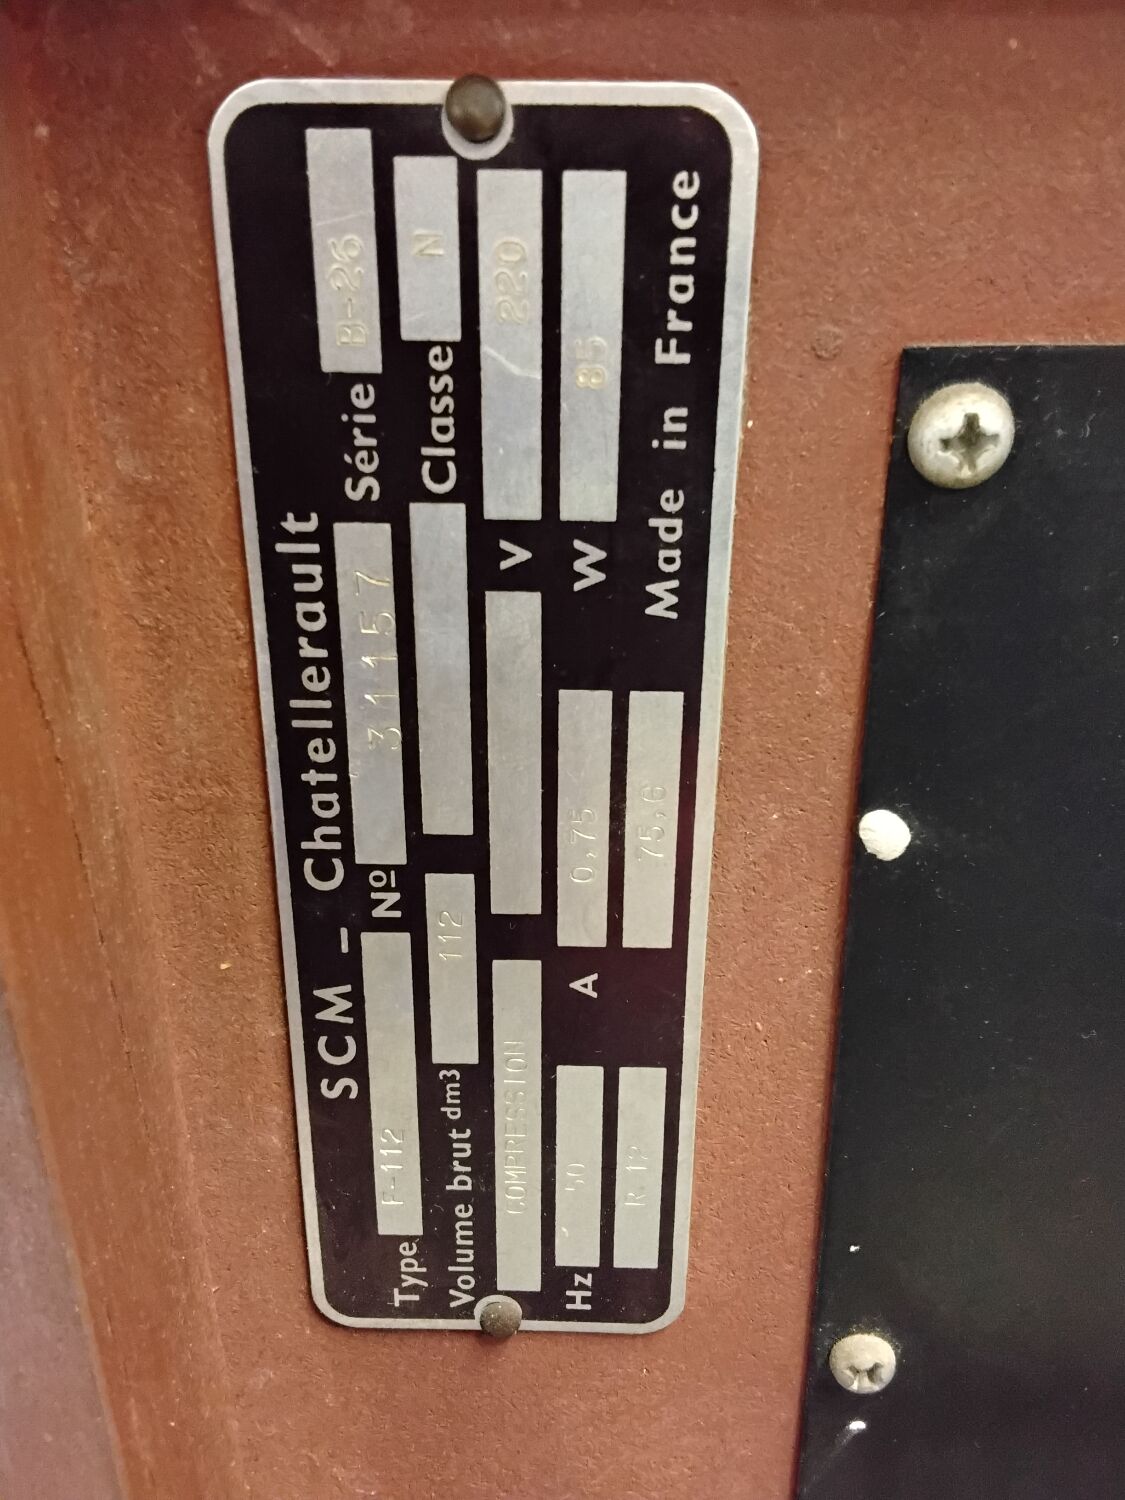 SCM - Chatellerault
Type F-112 Nº 31157 Série B-26
Volume brut dm3 112 Classe N
COMPRESSION V 220
Hz 50 A 0,75 W 85
R.12 75,G Made in France